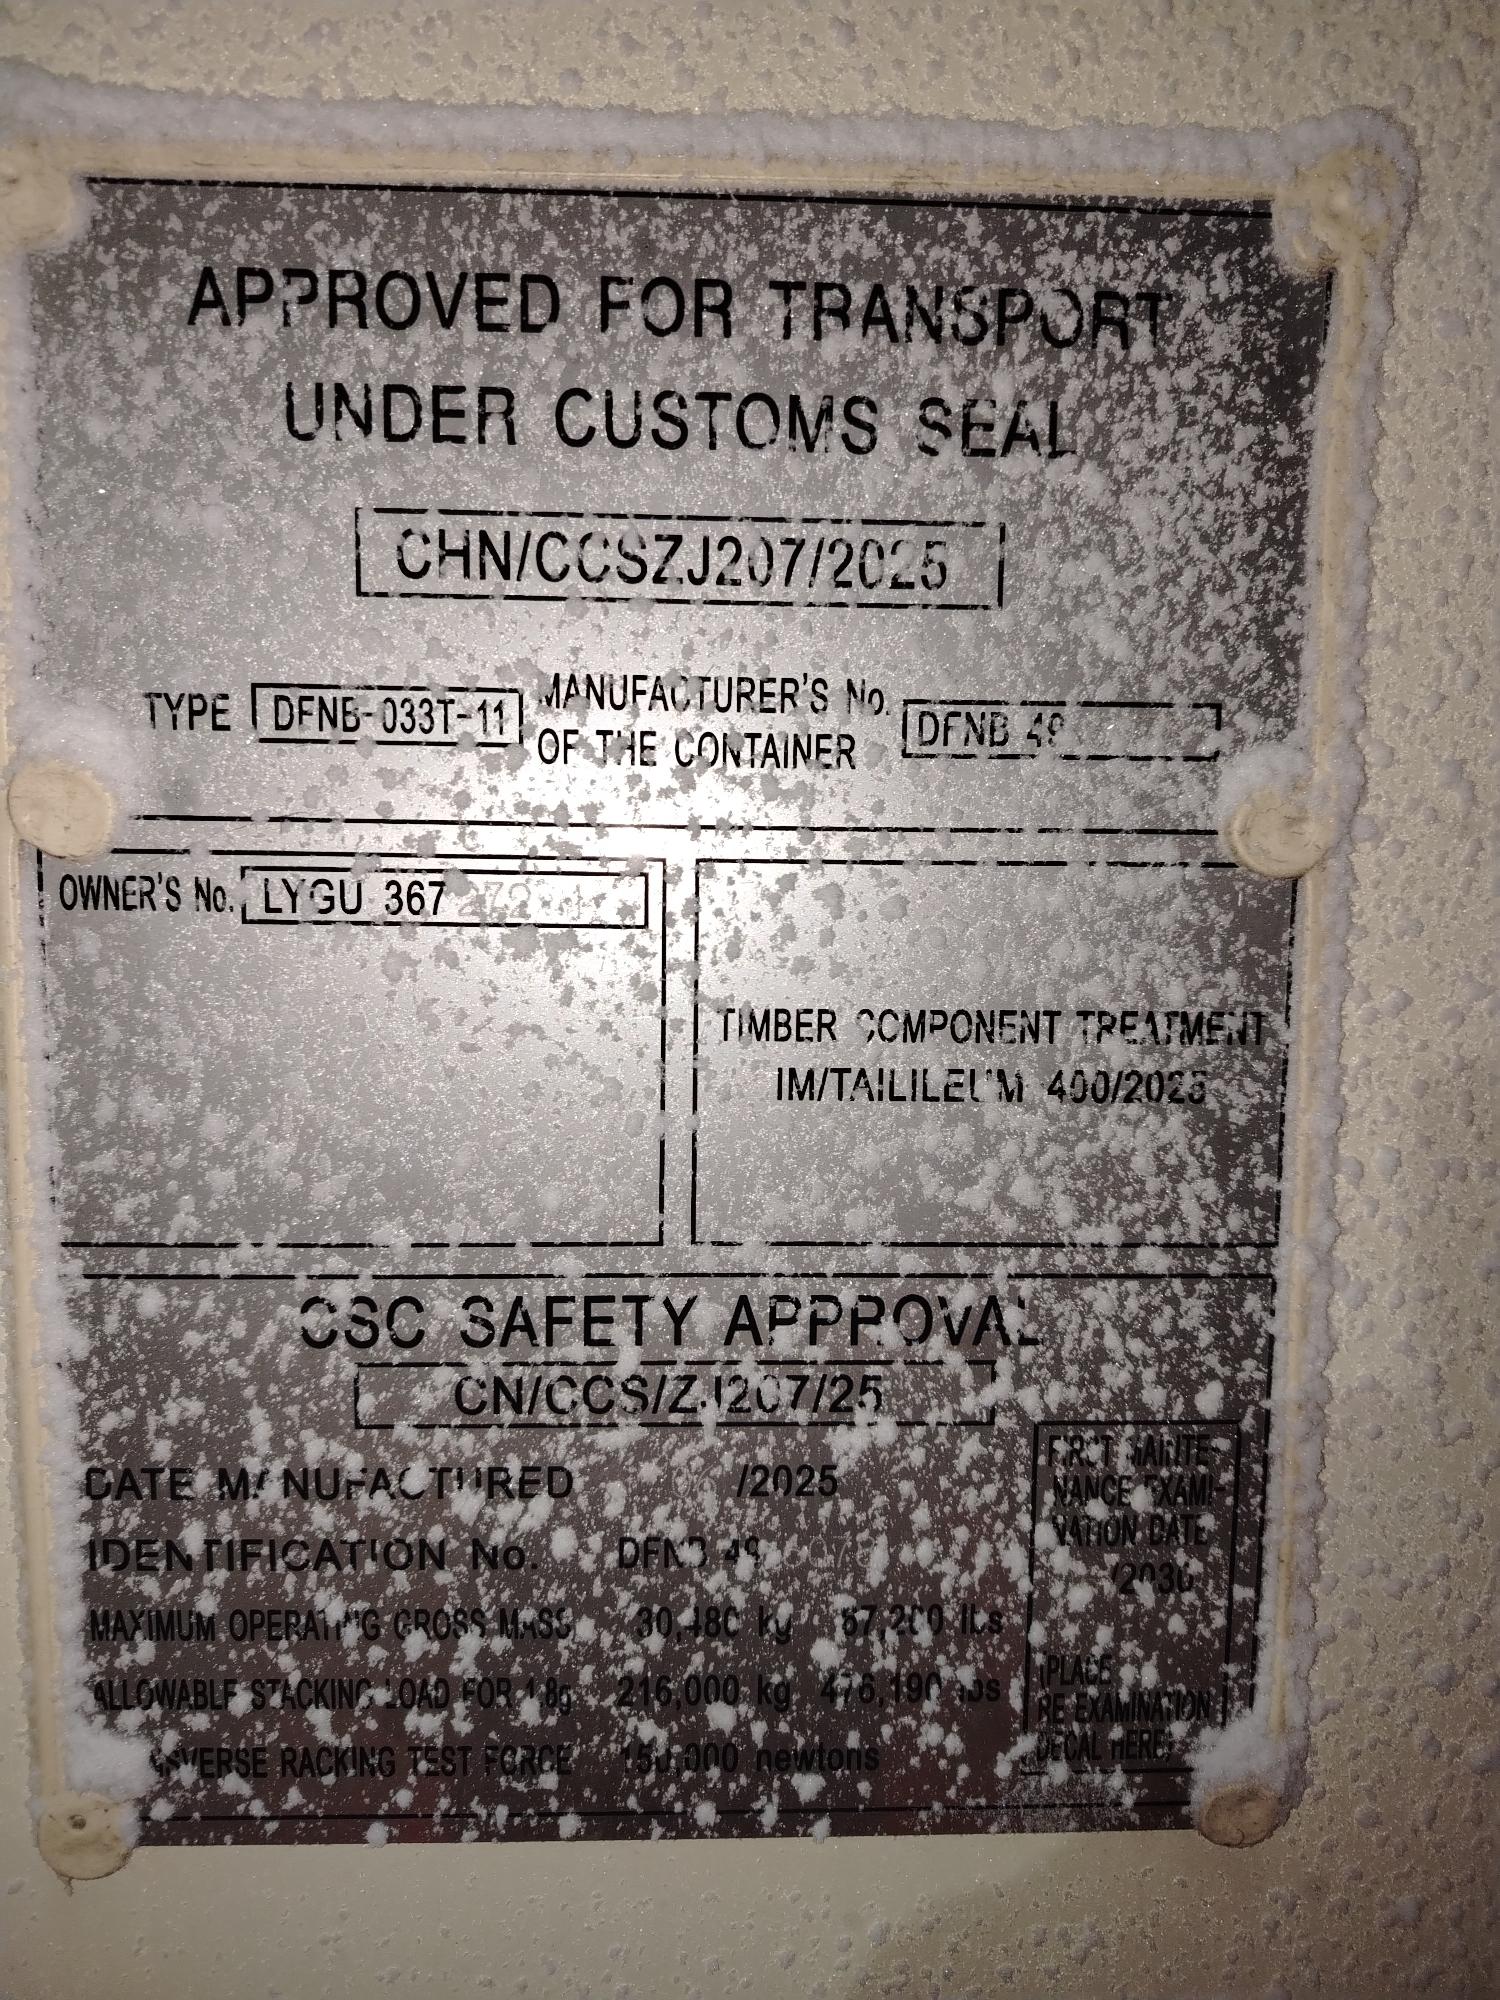 APPROVED FOR TRANSPORT
UNDER CUSTOMS SEAL
CHN/CCSZJ207/2025
TYPE DFNB-033T-11 MANUFACTURER'S No. OF THE CONTAINER DFNB 49
OWNER'S No. LYGU 367
TIMBER COMPONENT TREATMENT
IM/TAILILEUM 400/2025
CSC SAFETY APPROVAL
CN/CCS/ZJ207/25
DATE MANUFACTURED /2025
IDENTIFICATION No. DFNB 49
MAXIMUM OPERATING GROSS MASS 30,480 kg 67,200 lbs
ALLOWABLE STACKING LOAD FOR 1.8g 216,000 kg 476,190 lbs
RACKING TEST FORCE 150,000 newtons
FIRST MAINTE-
NANCE EXAMI-
NATION DATE
/2030
(PLACE
RE EXAMINATION
DECAL HERE)